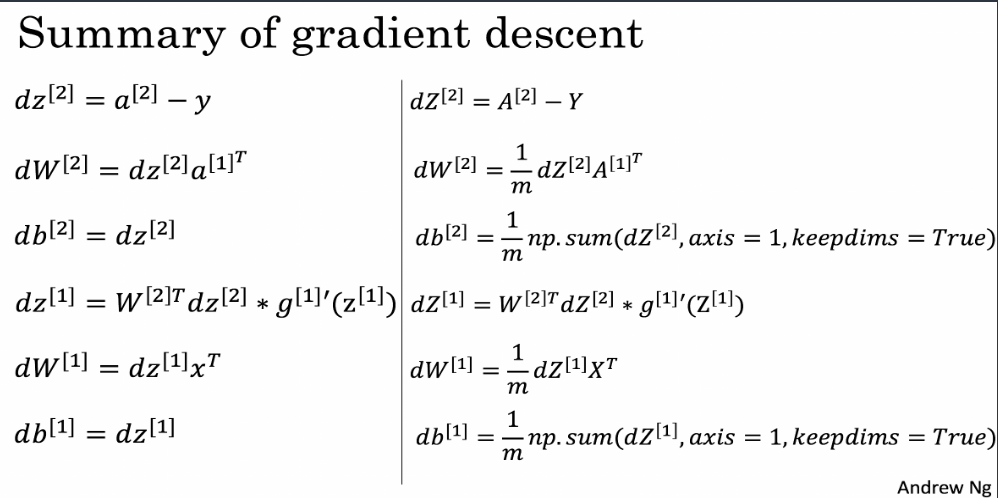 Summary of gradient descent
dz^[2] = a^[2] − y
dW^[2] = dz^[2]a^[1]^T
db^[2] = dz^[2]
dz^[1] = W^[2]T dz^[2] ∗ g^[1]′(z^[1])
dW^[1] = dz^[1]x^T
db^[1] = dz^[1]
dZ^[2] = A^[2] − Y
dW^[2] = 1/m dZ^[2]A^[1]^T
db^[2] = 1/m np.sum(dZ^[2], axis = 1, keepdims = True)
dZ^[1] = W^[2]T dZ^[2] ∗ g^[1]′(Z^[1])
dW^[1] = 1/m dZ^[1]X^T
db^[1] = 1/m np.sum(dZ^[1], axis = 1, keepdims = True)
Andrew Ng